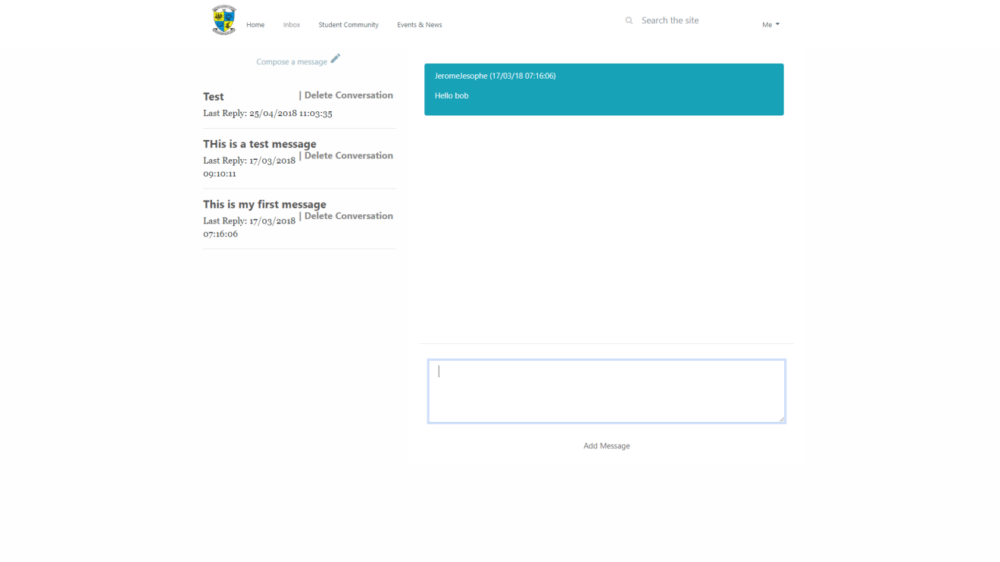 Home
Inbox
Student Community
Events & News
Search the site
Me
Compose a message
Test
| Delete Conversation
Last Reply: 25/04/2018 11:03:35
THis is a test message
| Delete Conversation
Last Reply: 17/03/2018
09:10:11
This is my first message
| Delete Conversation
Last Reply: 17/03/2018
07:16:06
JeromeJesophe (17/03/18 07:16:06)
Hello bob
Add Message